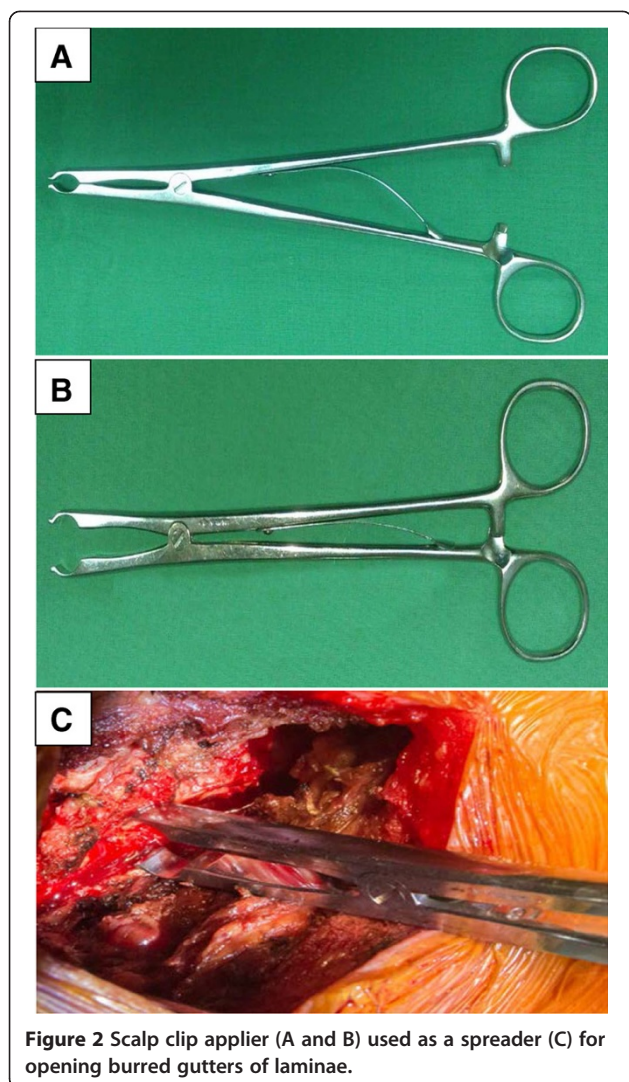 A
B
C
Figure 2 Scalp clip applier (A and B) used as a spreader (C) for
opening burred gutters of laminae.